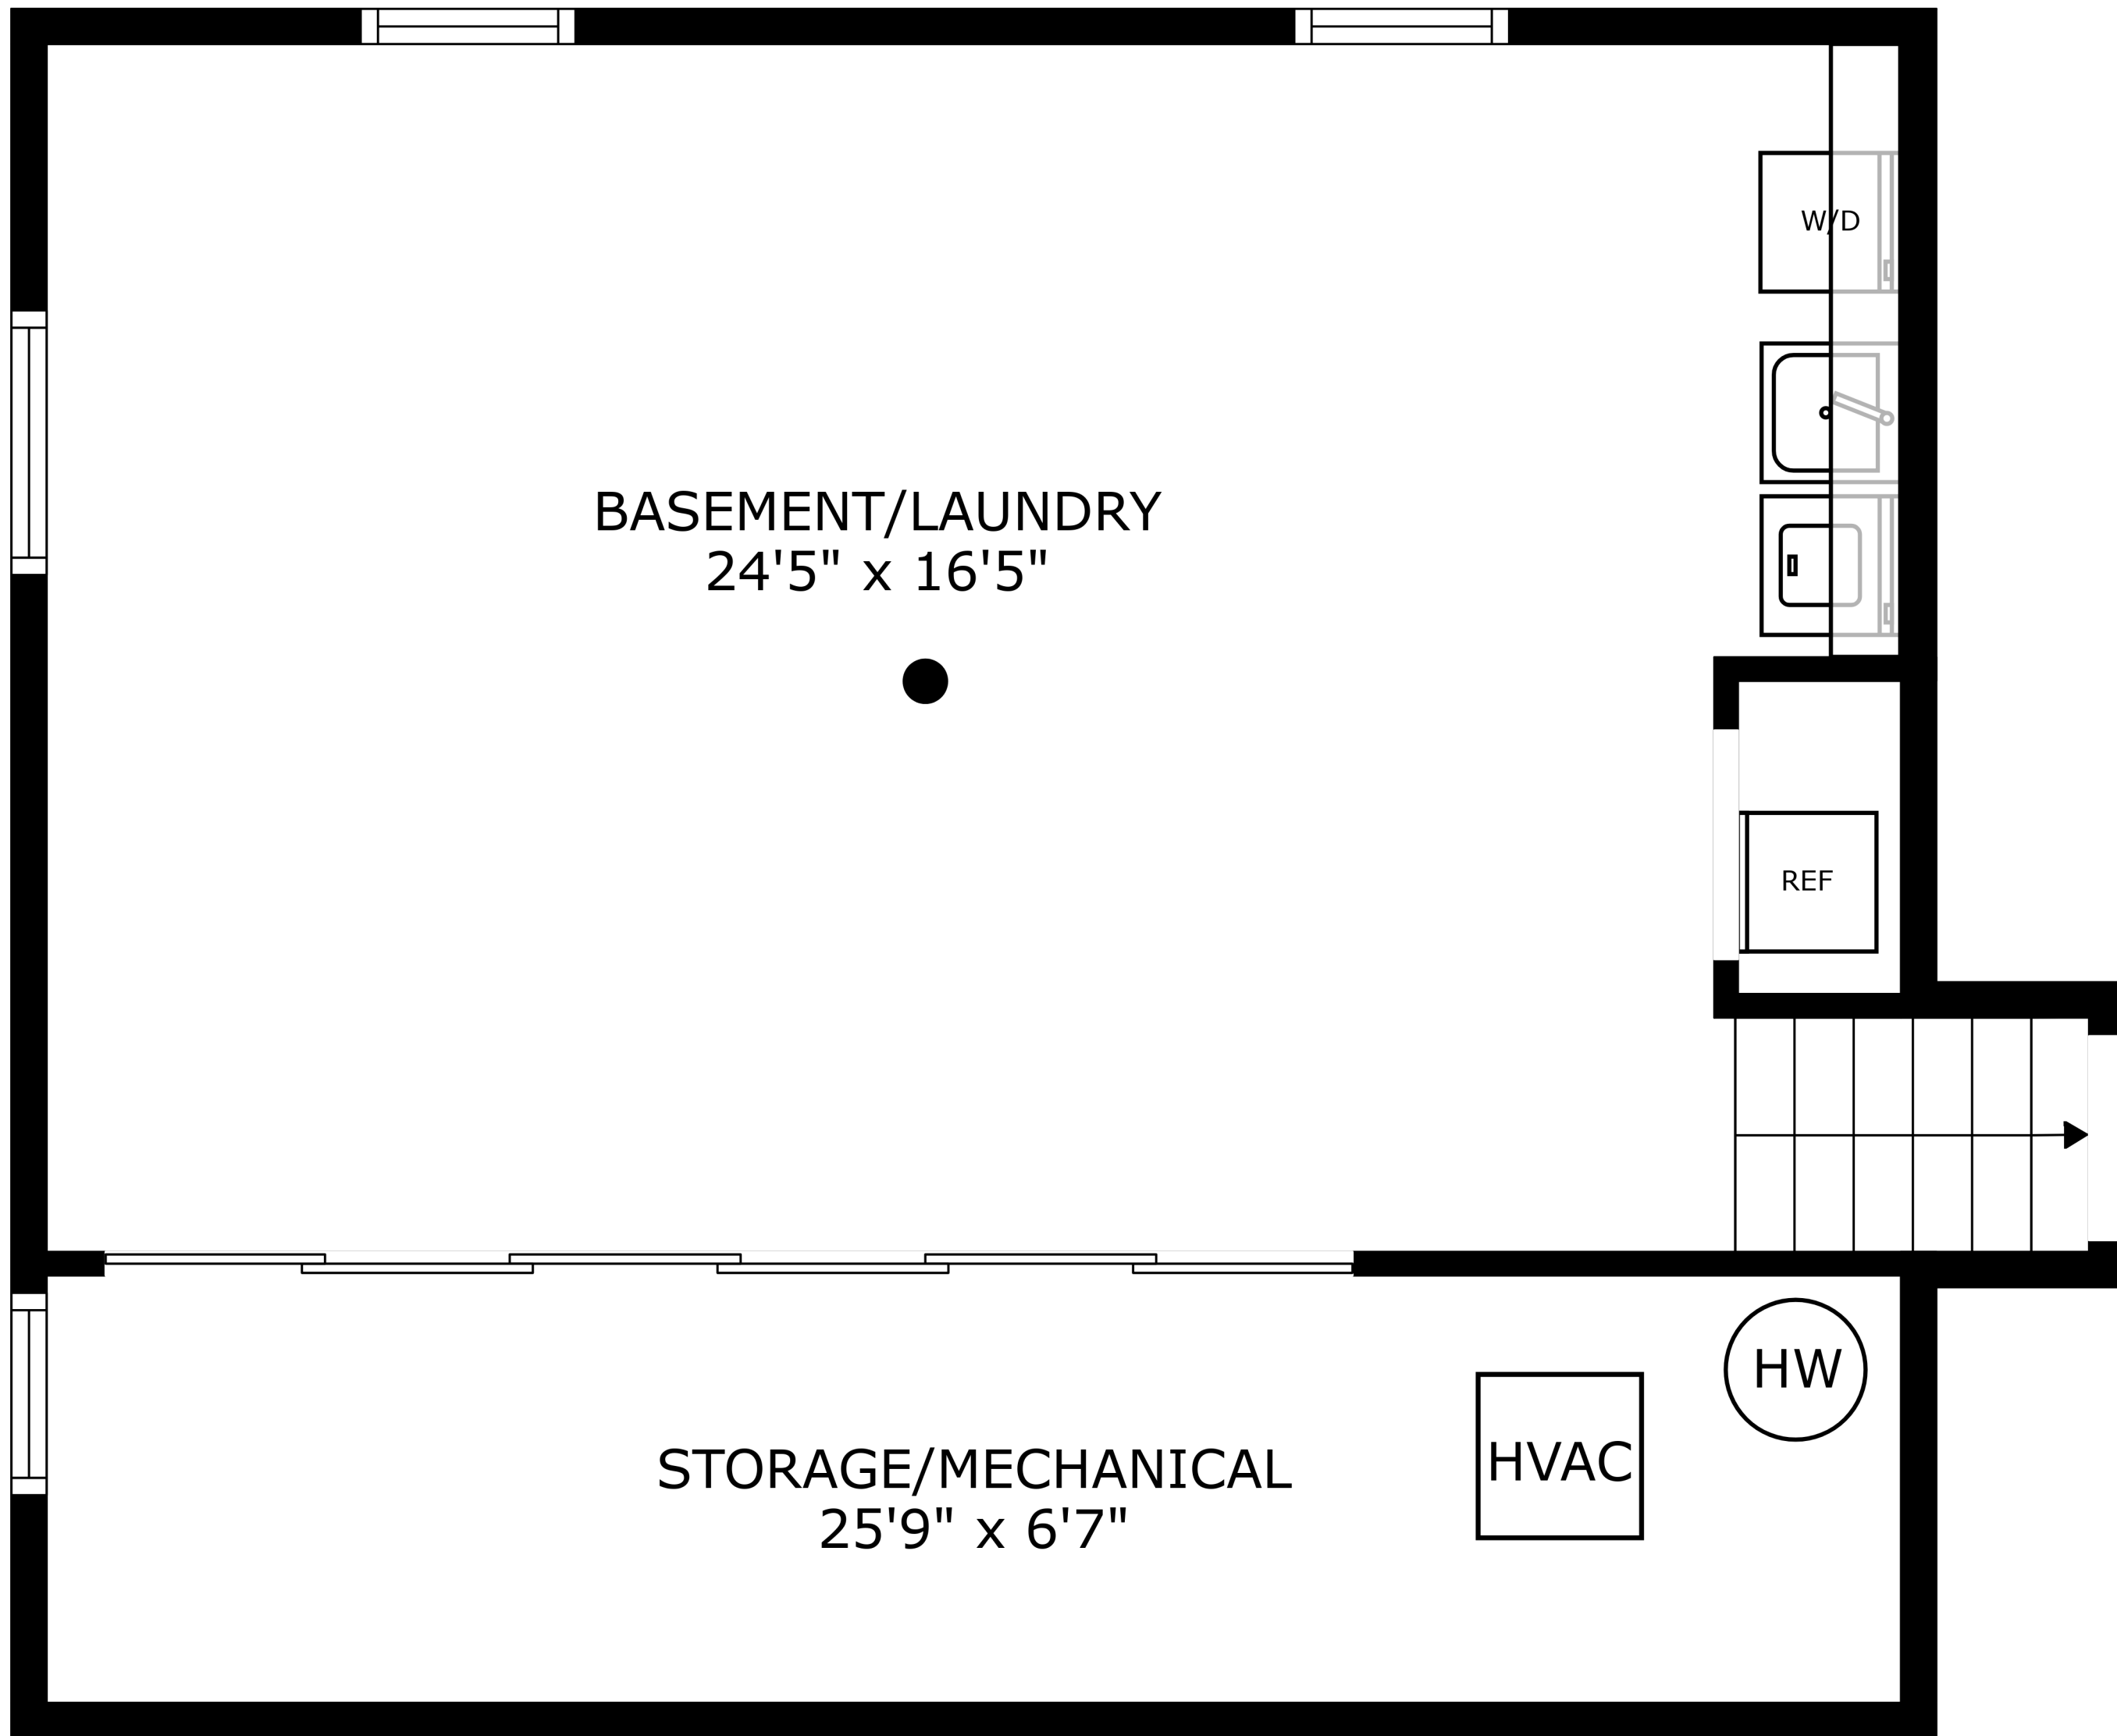 W/D
BASEMENT/LAUNDRY
24'5" x 16'5"
REF
HW
HVAC
STORAGE/MECHANICAL
25'9" x 6'7"